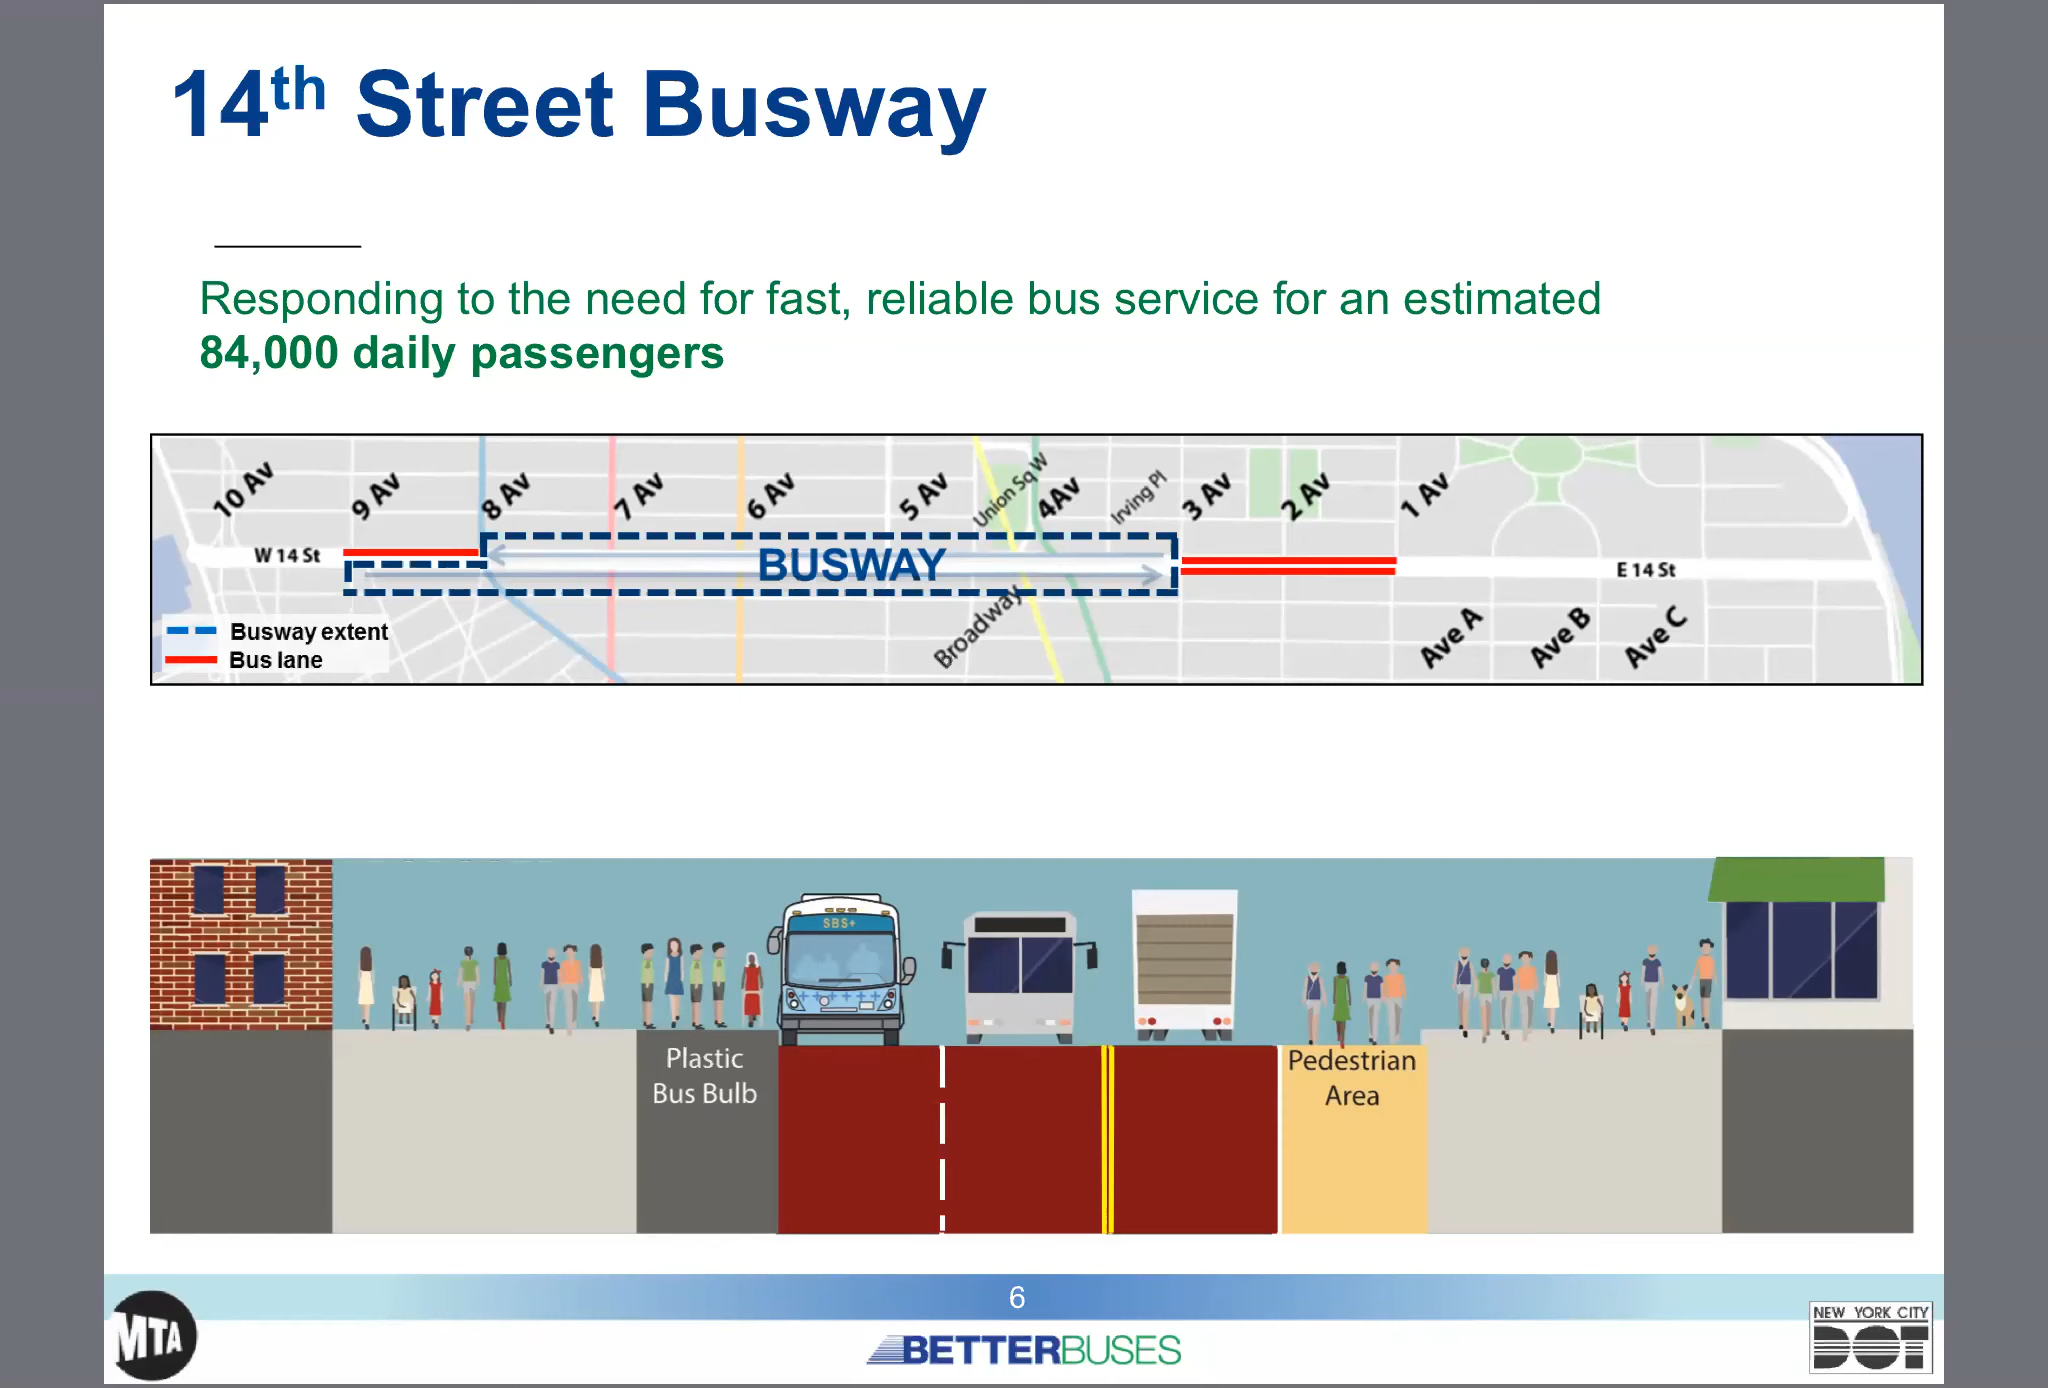 14th Street Busway
Responding to the need for fast, reliable bus service for an estimated
84,000 daily passengers
10 Av
9 Av
8 Av
7 Av
6 Av
5 Av
Union Sq W
4Av
Irving Pl
3 Av
2 Av
1 Av
W 14 St
BUSWAY
E 14 St
Broadway
Ave A
Ave B
Ave C
Busway extent
Bus lane
SBS+
Plastic
Bus Bulb
Pedestrian
Area
6
MTA
BETTERBUSES
NEW YORK CITY
DOT